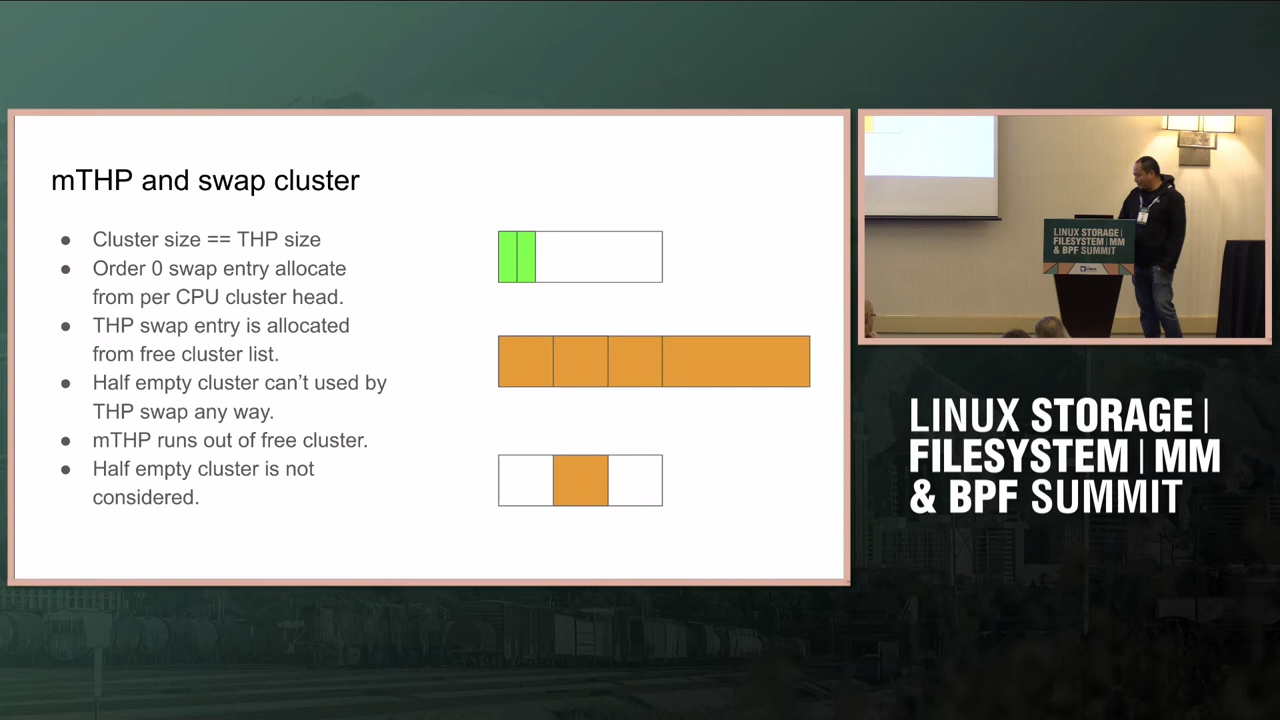 mTHP and swap cluster
● Cluster size == THP size
● Order 0 swap entry allocate
from per CPU cluster head.
● THP swap entry is allocated
from free cluster list.
● Half empty cluster can't used by
THP swap any way.
● mTHP runs out of free cluster.
● Half empty cluster is not
considered.
LINUX STORAGE |
FILESYSTEM | MM
& BPF SUMMIT
LINUX STORAGE |
FILESYSTEM | MM
& BPF SUMMIT